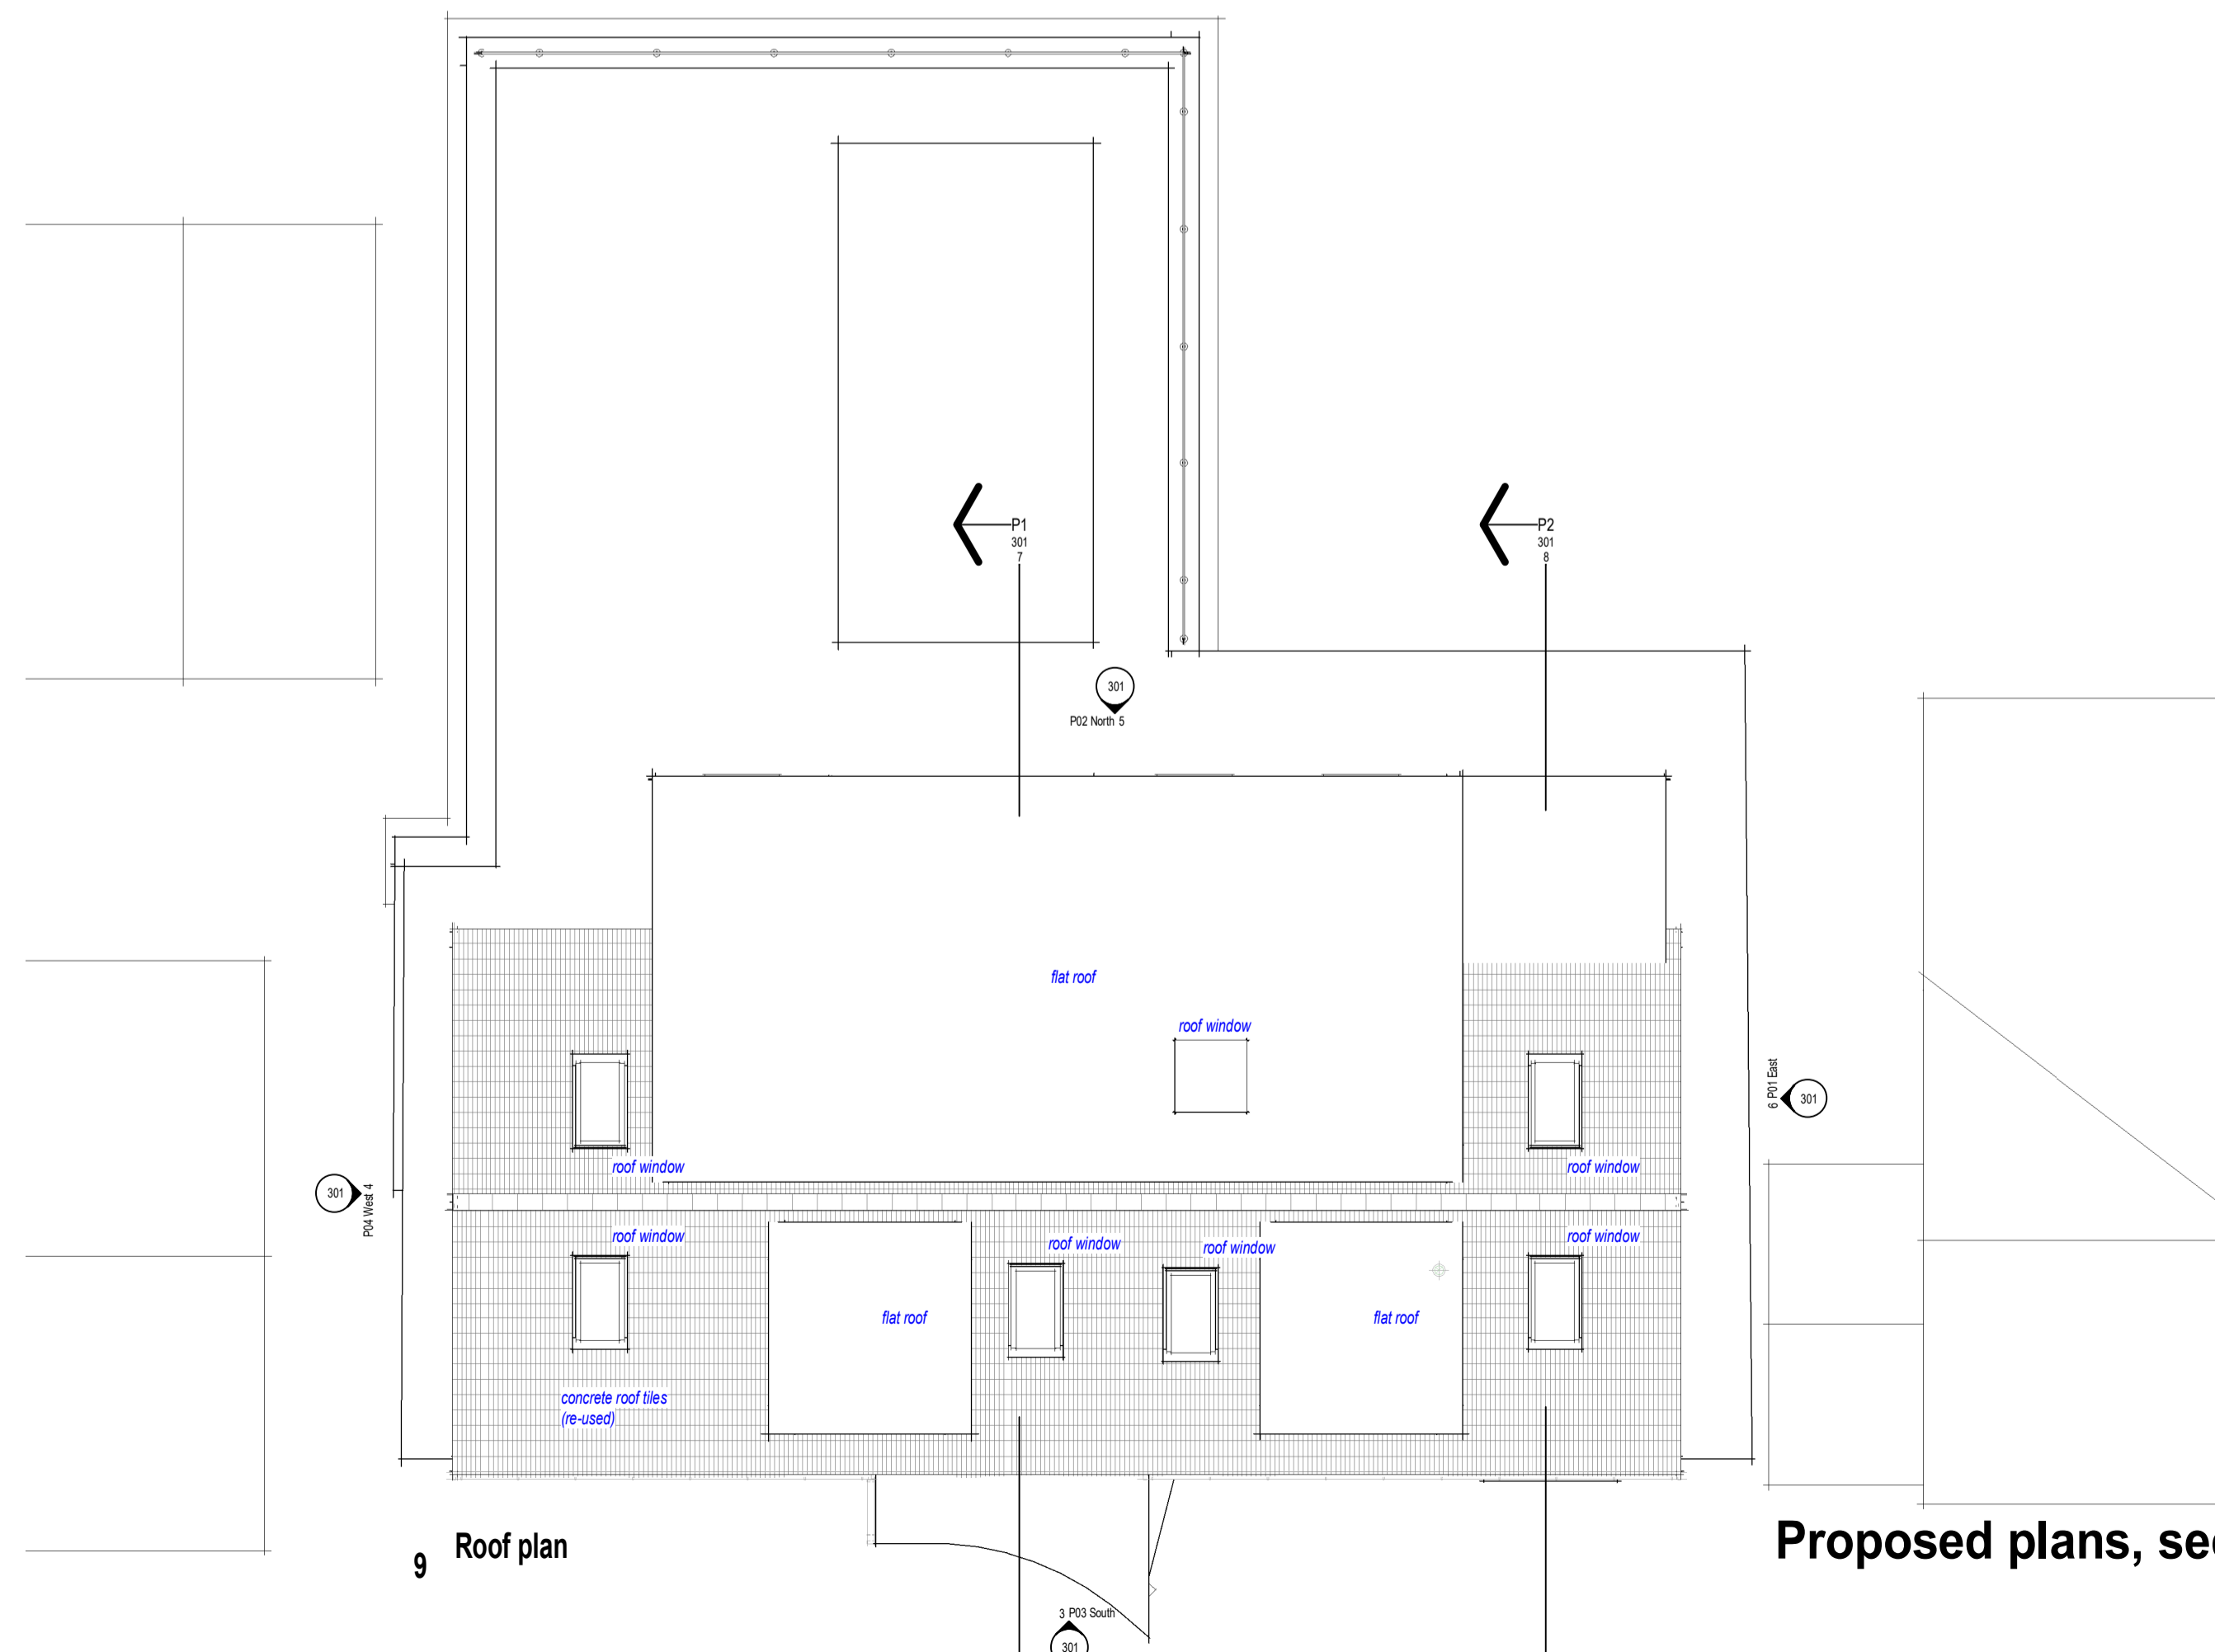 P1
301
7
P2
301
8
301
P02 North 5
flat roof
roof window
6 P01 East
301
roof window
roof window
301
P04 West 4
roof window
roof window
roof window
roof window
flat roof
flat roof
concrete roof tiles
(re-used)
9 Roof plan
Proposed plans, sec
3 P03 South
301